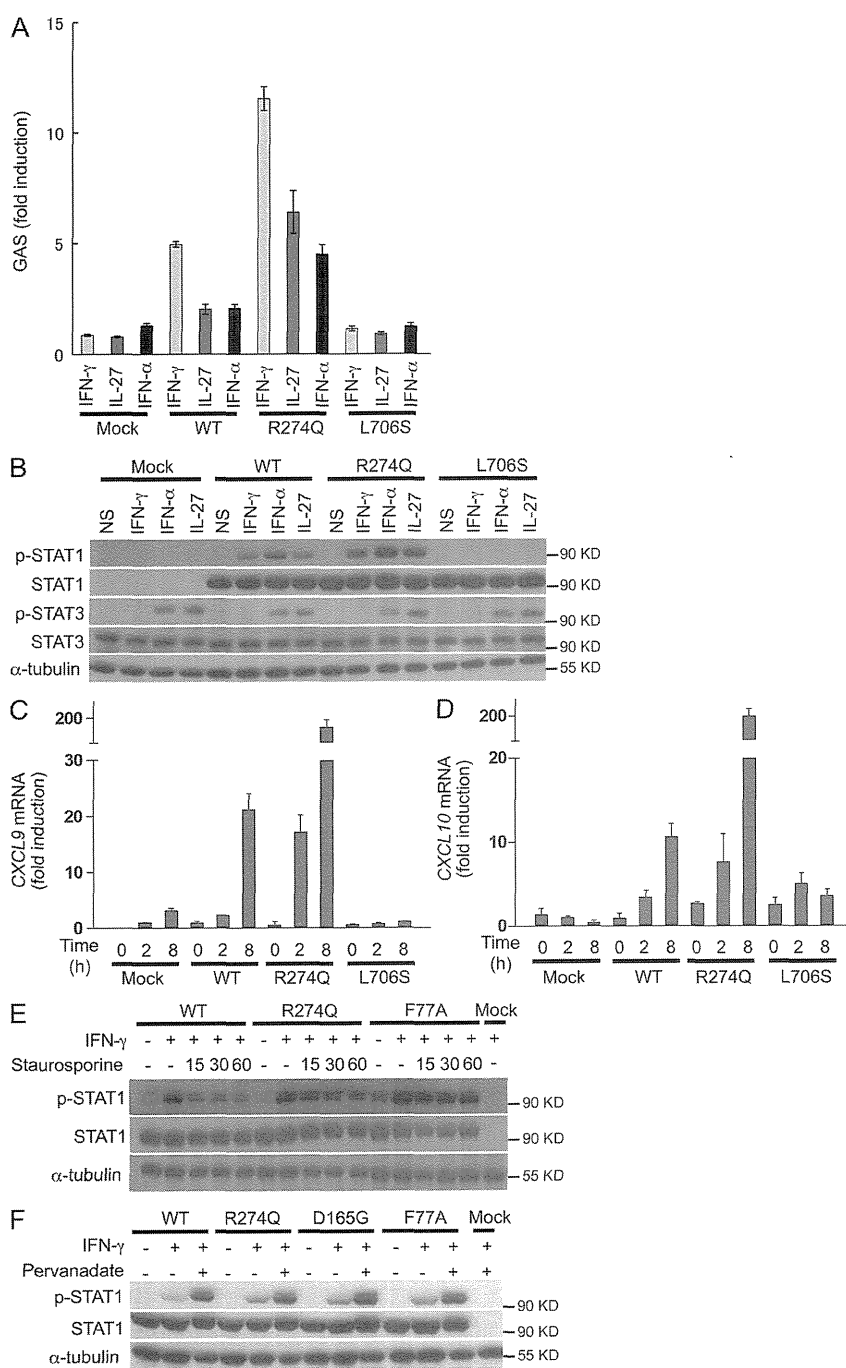 A
15
10
5
0
GAS (fold induction)
IFN-γ IL-27 IFN-α IFN-γ IL-27 IFN-α IFN-γ IL-27 IFN-α IFN-γ IL-27 IFN-α
Mock WT R274Q L706S
B
Mock WT R274Q L706S
NS IFN-γ IFN-α IL-27 NS IFN-γ IFN-α IL-27 NS IFN-γ IFN-α IL-27 NS IFN-γ IFN-α IL-27
p-STAT1 90 KD
STAT1 90 KD
p-STAT3 90 KD
STAT3 90 KD
α-tubulin 55 KD
C
200
30
20
10
0
CXCL9 mRNA
(fold induction)
Time 0 2 8 0 2 8 0 2 8 0 2 8
(h) Mock WT R274Q L706S
D
200
20
10
0
CXCL10 mRNA
(fold induction)
Time 0 2 8 0 2 8 0 2 8 0 2 8
(h) Mock WT R274Q L706S
E
WT R274Q F77A Mock
IFN-γ - + + + + - + + + + - + + + + +
Staurosporine - - 15 30 60 - - 15 30 60 - - 15 30 60 -
p-STAT1 90 KD
STAT1 90 KD
α-tubulin 55 KD
F
WT R274Q D165G F77A Mock
IFN-γ - + + - + + - + + - + + +
Pervanadate - - + - - + - - + - - + +
p-STAT1 90 KD
STAT1 90 KD
α-tubulin 55 KD